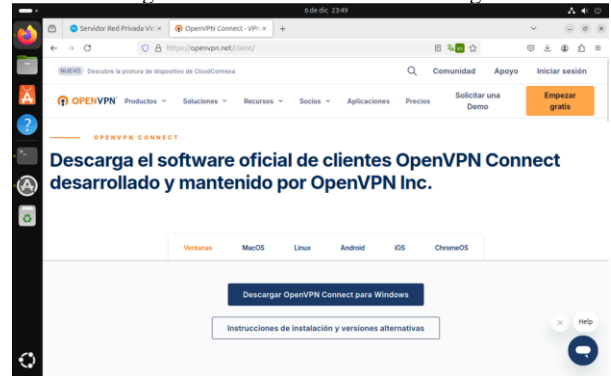 6 de dic 23:49
Servidor Red Privada Virt
OpenVPN Connect - VPN
https://openvpn.net/client/
NUEVO Descubre la postura de dispositivo de CloudConnexa
Comunidad Apoyo Iniciar sesión
OPENVPN Productos Soluciones Recursos Socios Aplicaciones Precios Solicitar una Demo Empezar gratis
OPENVPN CONNECT
Descarga el software oficial de clientes OpenVPN Connect
desarrollado y mantenido por OpenVPN Inc.
Ventanas MacOS Linux Android iOS ChromeOS
Descargar OpenVPN Connect para Windows
Instrucciones de instalación y versiones alternativas
Help